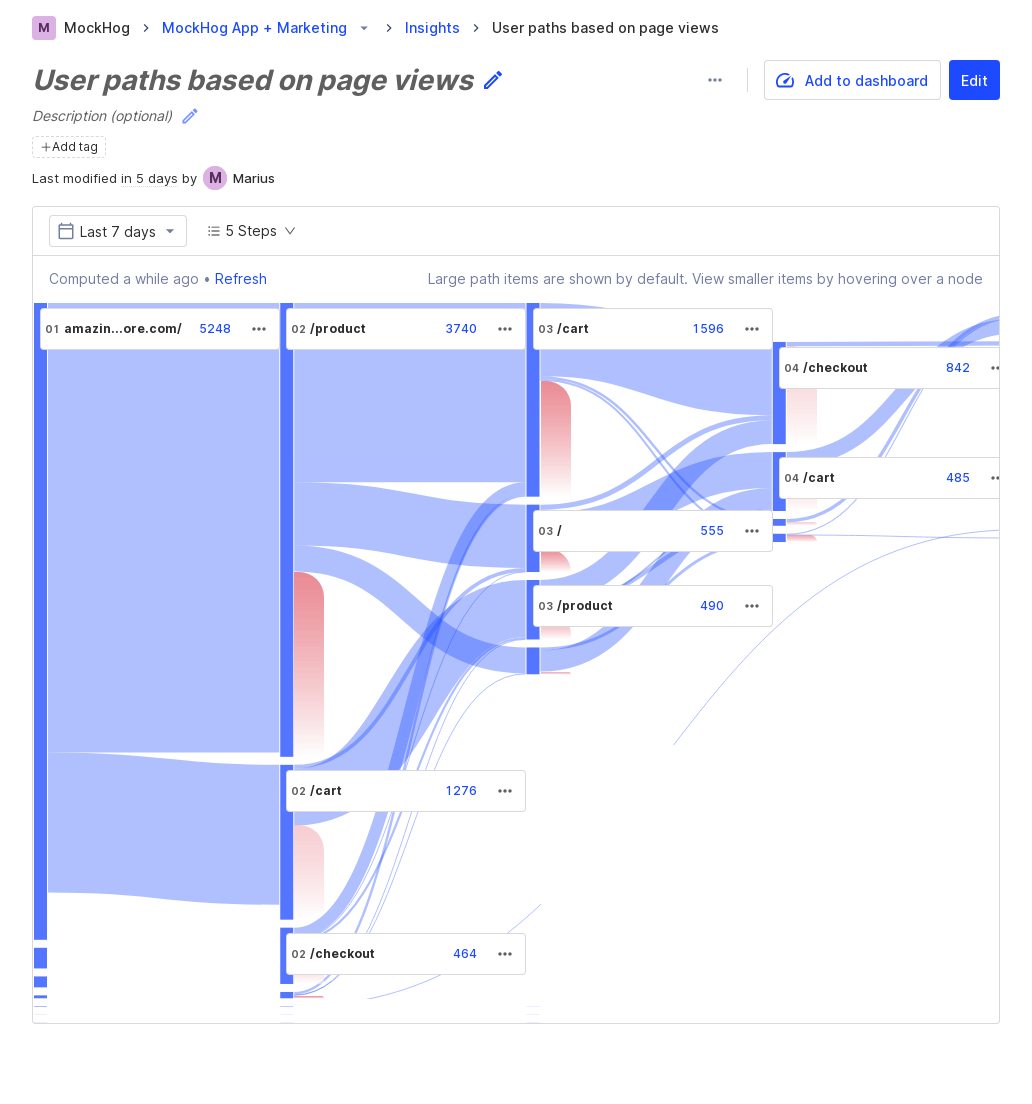 M MockHog MockHog App + Marketing Insights User paths based on page views
User paths based on page views
Add to dashboard Edit
Description (optional)
+Add tag
Last modified in 5 days by M Marius
Last 7 days 5 Steps
Computed a while ago • Refresh
Large path items are shown by default. View smaller items by hovering over a node
01 amazin...ore.com/ 5248
02 /product 3740
03 /cart 1596
04 /checkout 842
04 /cart 485
03 / 555
03 /product 490
02 /cart 1276
02 /checkout 464